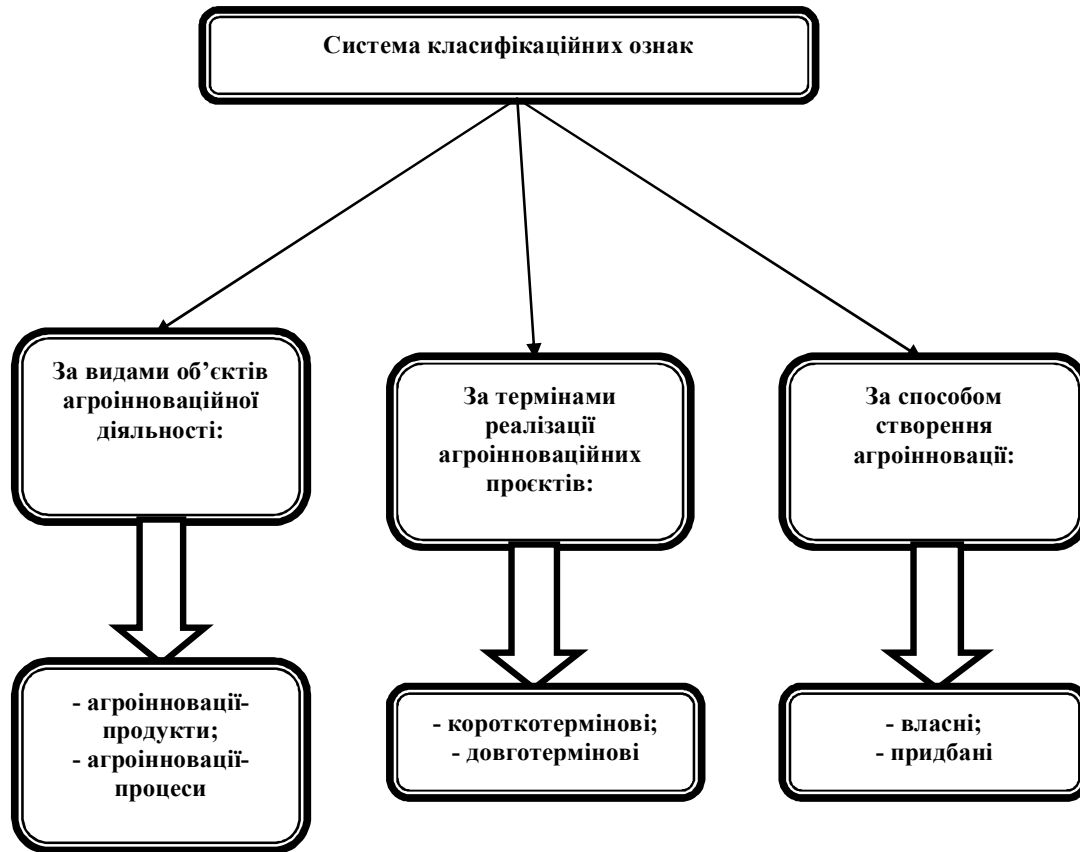 Система класифікаційних ознак
За видами об’єктів
агроінноваційної
діяльності:
За термінами
реалізації
агроінноваційних
проєктів:
За способом
створення
агроінновації:
- агроінновації-
продукти;
- агроінновації-
процеси
- короткотермінові;
- довготермінові
- власні;
- придбані